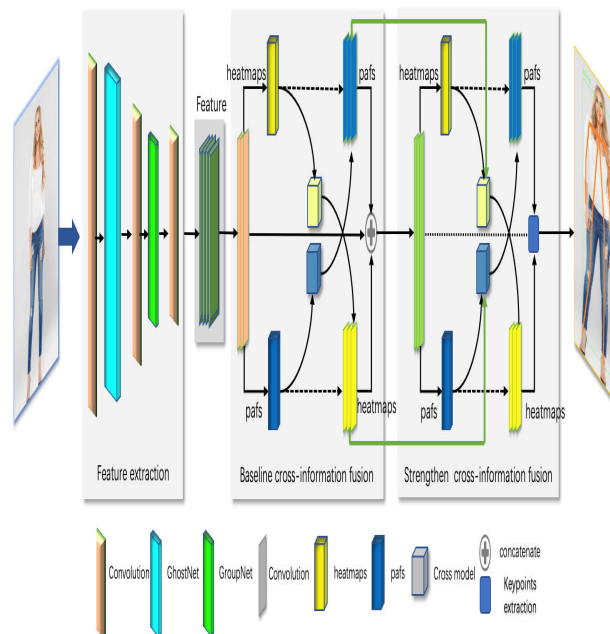 heatmaps
pafs
heatmaps
pafs
Feature
pafs
heatmaps
pafs
heatmaps
Feature extraction
Baseline cross-information fusion
Strengthen cross-information fusion
Convolution
GhostNet
GroupNet
Convolution
heatmaps
pafs
Cross model
concatenate
Keypoints
extraction